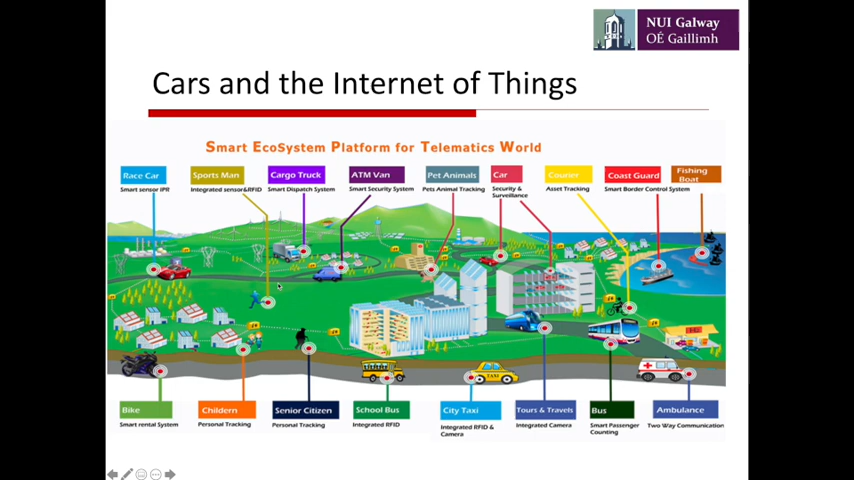 NUI Galway
OÉ Gaillimh
Cars and the Internet of Things
Smart EcoSystem Platform for Telematics World
Race Car
Smart sensor IPR
Sports Man
Integrated sensor&RFID
Cargo Truck
Smart Dispatch System
ATM Van
Smart Security System
Pet Animals
Pets Animal Tracking
Car
Security &
Surveillance
Courier
Asset Tracking
Coast Guard
Smart Border Control System
Fishing
Boat
TAXI
Bike
Smart rental System
Childern
Personal Tracking
Senior Citizen
Personal Tracking
School Bus
Integrated RFID
City Taxi
Integrated RFID &
Camera
Tours & Travels
Integrated Camera
Bus
Smart Passenger
Counting
Ambulance
Two Way Communication